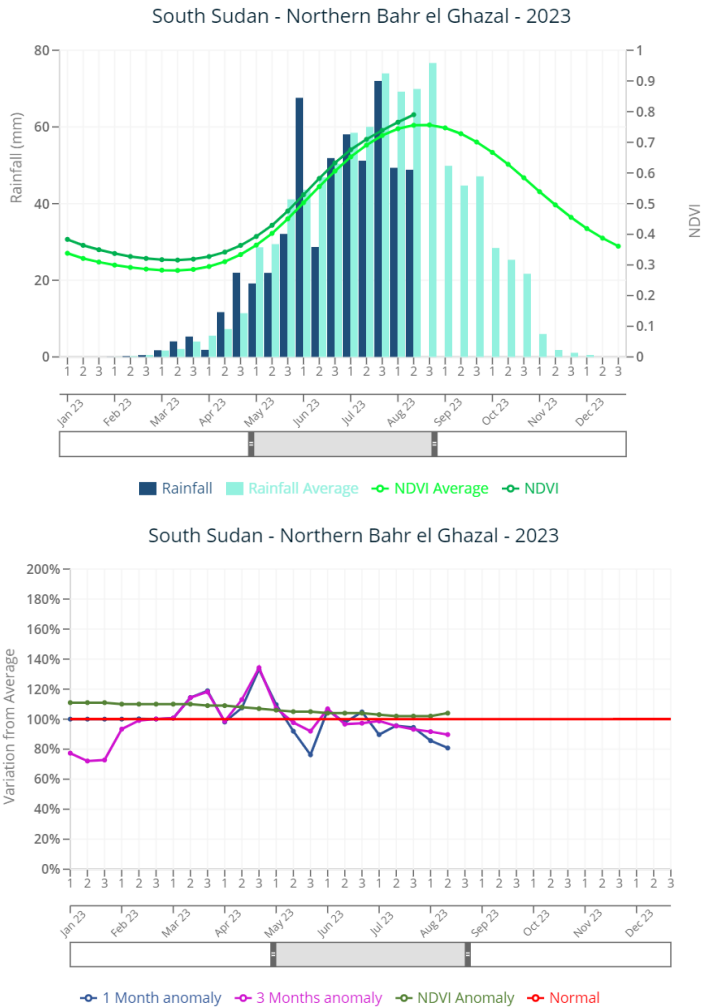 South Sudan - Northern Bahr el Ghazal - 2023
80 1
0.9
0.8
60 0.7
0.6
40 0.5
0.4
20 0.3
0.2
0.1
0 0
Rainfall (mm)
NDVI
1 2 3 1 2 3 1 2 3 1 2 3 1 2 3 1 2 3 1 2 3 1 2 3 1 2 3 1 2 3 1 2 3 1 2 3
Jan 23 Feb 23 Mar 23 Apr 23 May 23 Jun 23 Jul 23 Aug 23 Sep 23 Oct 23 Nov 23 Dec 23
Rainfall Rainfall Average NDVI Average NDVI
South Sudan - Northern Bahr el Ghazal - 2023
200%
180%
160%
140%
120%
100%
80%
60%
40%
20%
0%
Variation from Average
1 2 3 1 2 3 1 2 3 1 2 3 1 2 3 1 2 3 1 2 3 1 2 3 1 2 3 1 2 3 1 2 3 1 2 3
Jan 23 Feb 23 Mar 23 Apr 23 May 23 Jun 23 Jul 23 Aug 23 Sep 23 Oct 23 Nov 23 Dec 23
1 Month anomaly 3 Months anomaly NDVI Anomaly Normal